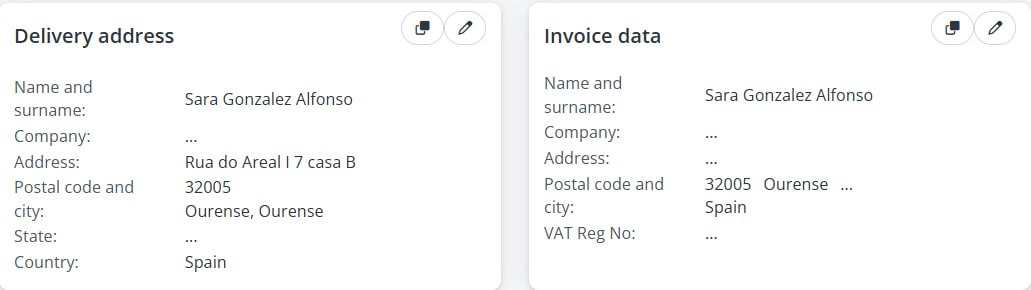 Delivery address
Name and
surname:
Sara Gonzalez Alfonso
Company:
...
Address:
Rua do Areal I 7 casa B
Postal code and
city:
32005
Ourense, Ourense
State:
...
Country:
Spain
Invoice data
Name and
surname:
Sara Gonzalez Alfonso
Company:
...
Address:
...
Postal code and
city:
32005 Ourense ...
Spain
VAT Reg No:
...